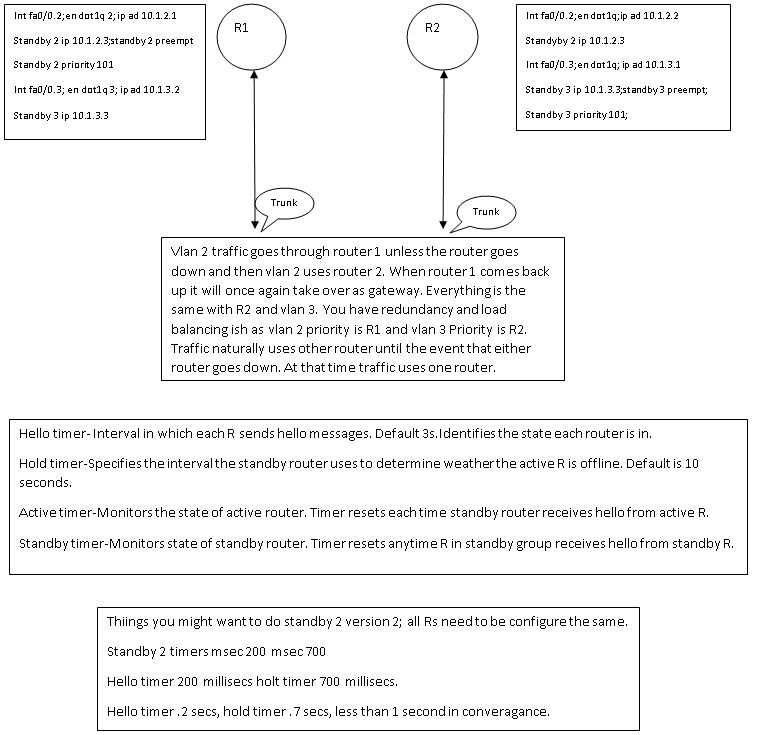 Int fa0/0.2;en dot1q 2; ip ad 10.1.2.1
Standby 2 ip 10.1.2.3;standby 2 preempt
Standby 2 priority 101
Int fa0/0.3; en dot1q 3; ip ad 10.1.3.2
Standby 3 ip 10.1.3.3
R1
R2
Int fa0/0.2;en dot1q;ip ad 10.1.2.2
Standyby 2 ip 10.1.2.3
Int fa0/0.3;en dot1q; ip ad 10.1.3.1
Standby 3 ip 10.1.3.3;standby 3 preempt;
Standby 3 priority 101;
Trunk
Trunk
Vlan 2 traffic goes through router 1 unless the router goes
down and then vlan 2 uses router 2. When router 1 comes back
up it will once again take over as gateway. Everything is the
same with R2 and vlan 3. You have redundancy and load
balancing ish as vlan 2 priority is R1 and vlan 3 Priority is R2.
Traffic naturally uses other router until the event that either
router goes down. At that time traffic uses one router.
Hello timer- Interval in which each R sends hello messages. Default 3s.Identifies the state each router is in.
Hold timer-Specifies the interval the standby router uses to determine weather the active R is offline. Default is 10
seconds.
Active timer-Monitors the state of active router. Timer resets each time standby router receives hello from active R.
Standby timer-Monitors state of standby router. Timer resets anytime R in standby group receives hello from standby R.
Thiings you might want to do standby 2 version 2; all Rs need to be configure the same.
Standby 2 timers msec 200 msec 700
Hello timer 200 millisecs holt timer 700 millisecs.
Hello timer .2 secs, hold timer .7 secs, less than 1 second in converagance.